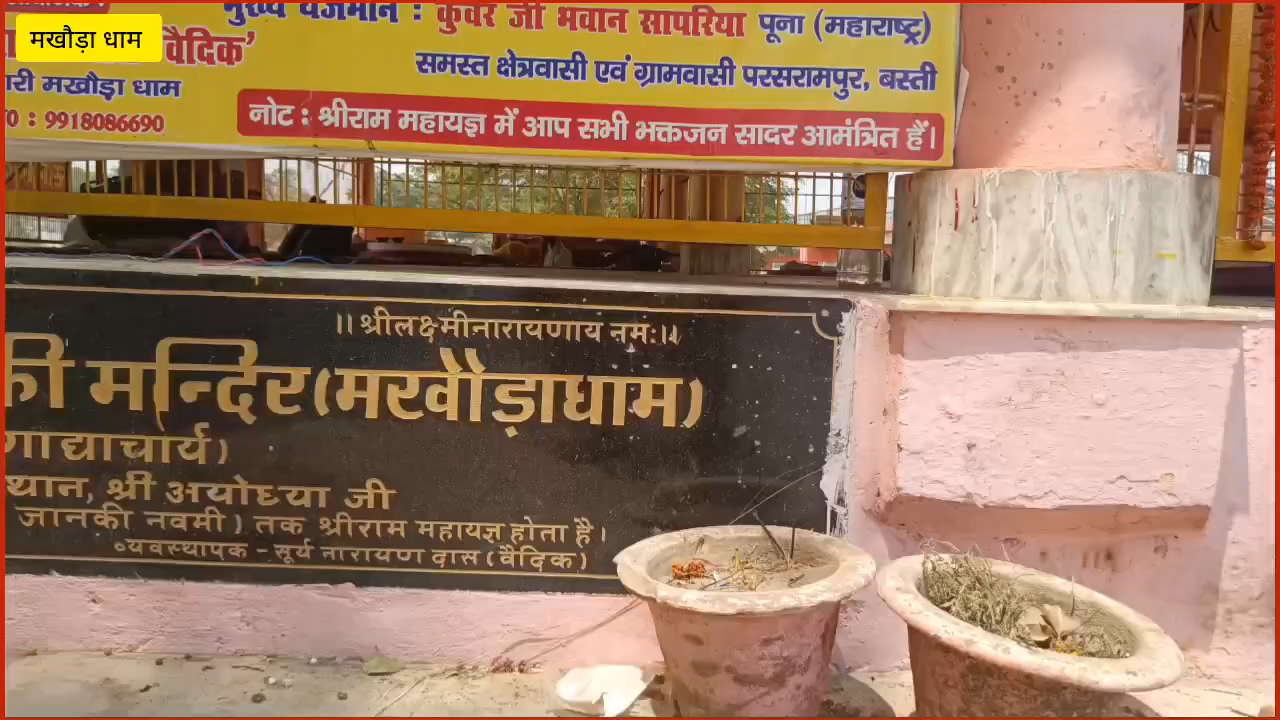 मखौड़ा धाम
मुख्य यजमान : कुंवर जी भवान सापरिया पूना (महाराष्ट्र)
वैदिक’
समस्त क्षेत्रवासी एवं ग्रामवासी परसरामपुर, बस्ती
मखौड़ा धाम
: 9918086690
नोट : श्रीराम महायज्ञ में आप सभी भक्तजन सादर आमंत्रित हैं।
।। श्रीलक्ष्मीनारायणाय नमः।।
की मन्दिर(मखौड़ाधाम)
श्री अयोध्या जी
जानकी नवमी) तक श्रीराम महायज्ञ होता है।
व्यवस्थापक - सूर्य नारायण दास (वैदिक)